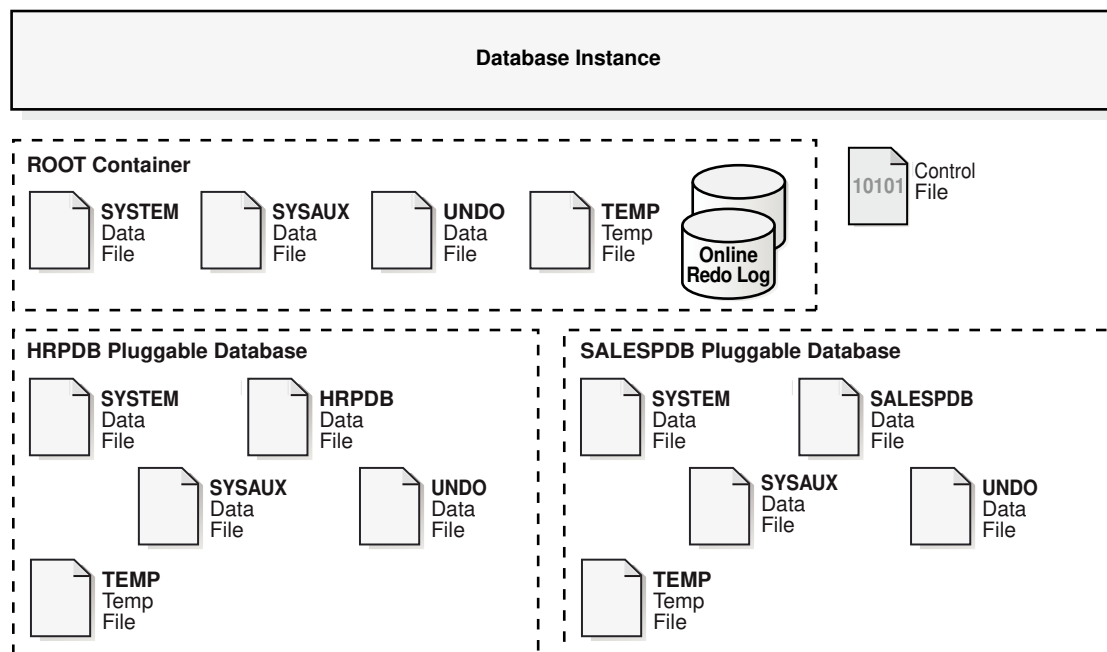 Database Instance
ROOT Container
SYSTEM
Data
File
SYSAUX
Data
File
UNDO
Data
File
TEMP
Temp
File
Online
Redo Log
10101
Control
File
HRPDB Pluggable Database
SYSTEM
Data
File
HRPDB
Data
File
SYSAUX
Data
File
UNDO
Data
File
TEMP
Temp
File
SALESPDB Pluggable Database
SYSTEM
Data
File
SALESPDB
Data
File
SYSAUX
Data
File
UNDO
Data
File
TEMP
Temp
File